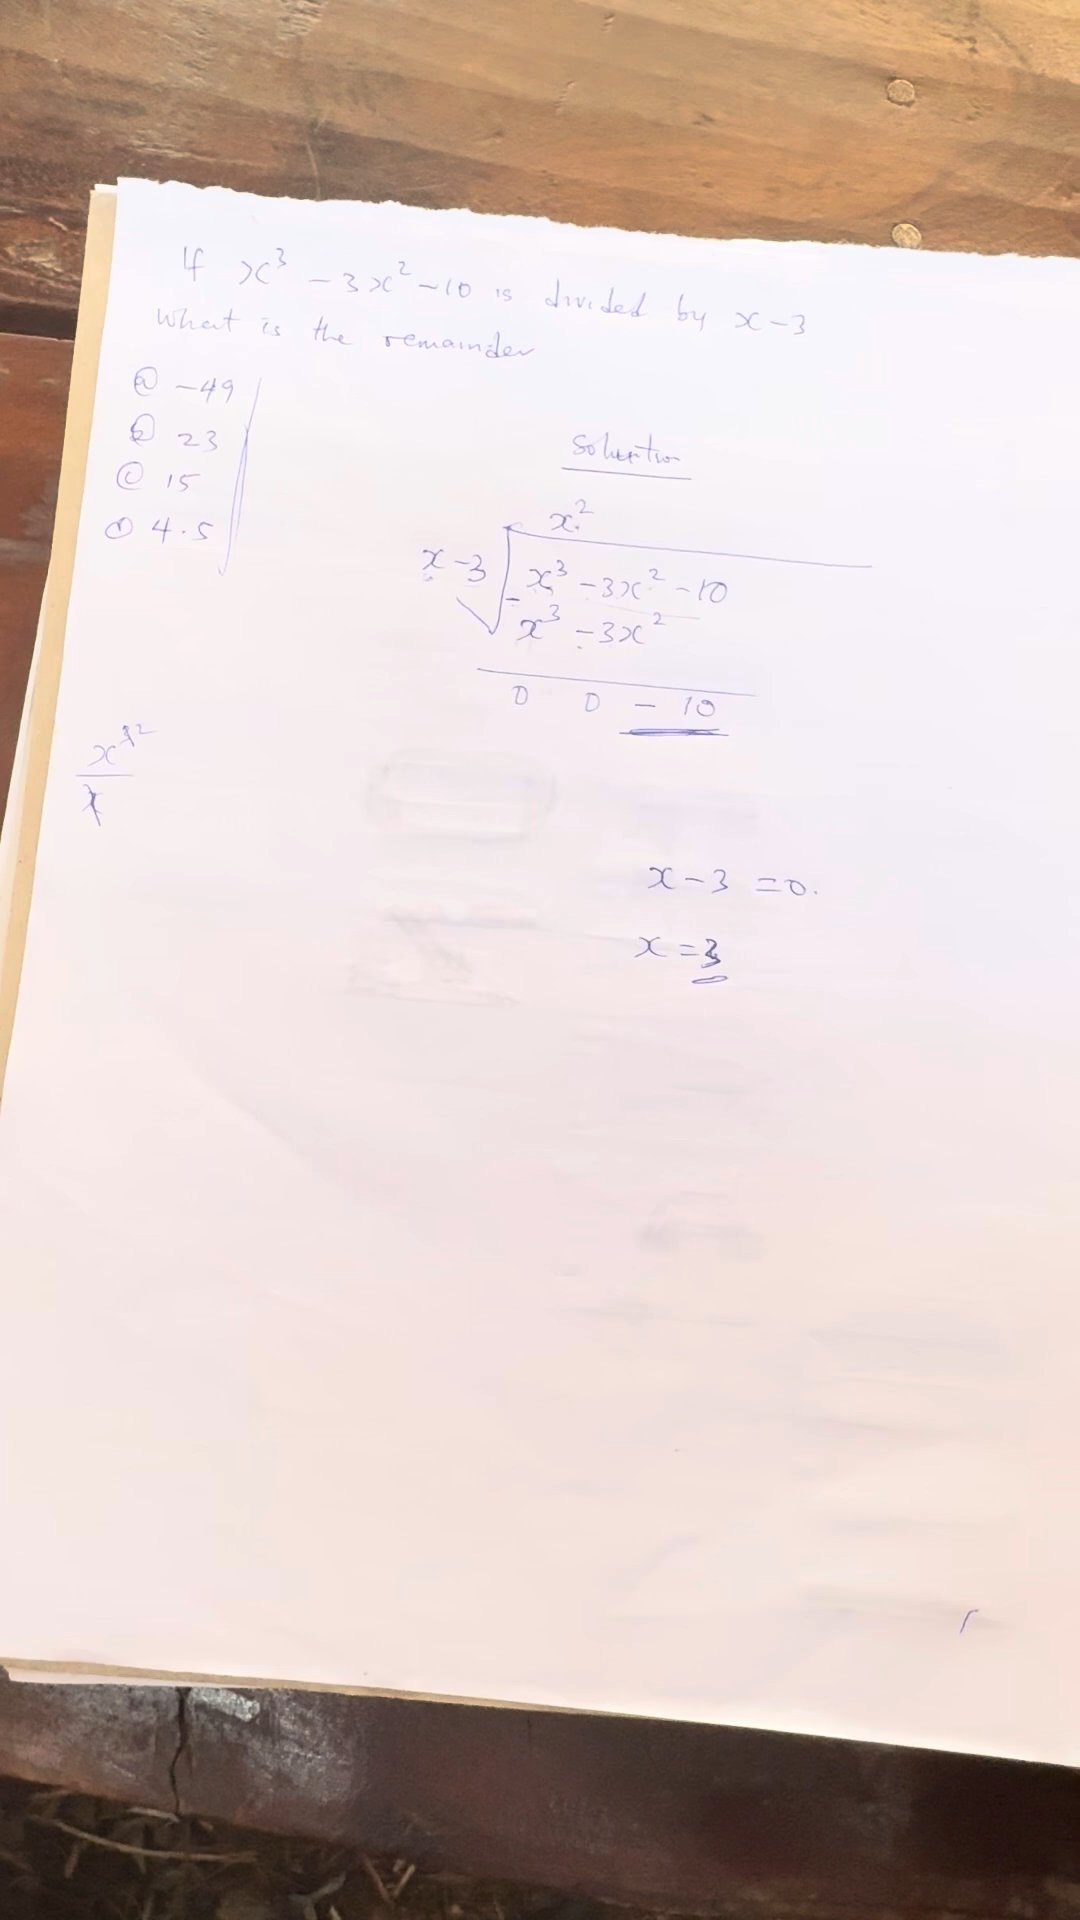 If x³ - 3x² - 10 is divided by x - 3
what is the remainder
ⓐ -49
ⓑ 23
ⓒ 15
ⓓ 4.5
Solution
x²
x - 3 x³ - 3x² - 10
- x³ - 3x²
0 0 - 10
x³2
x
x - 3 = 0.
x = 3